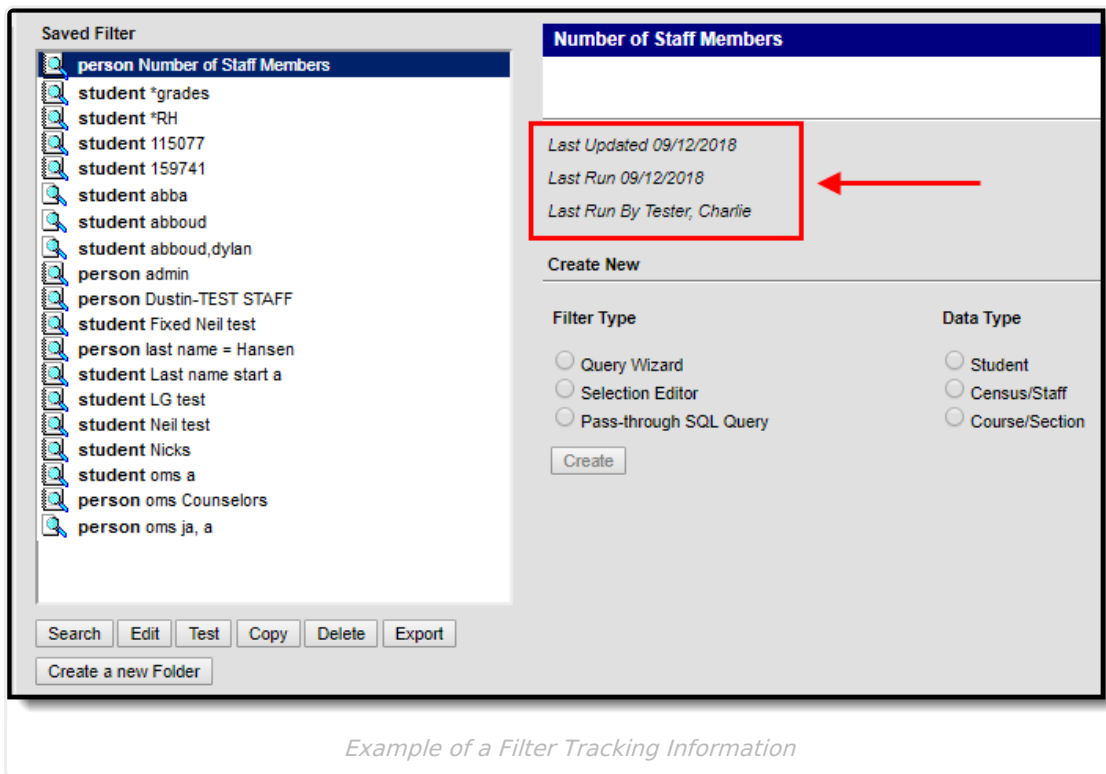 Saved Filter
person Number of Staff Members
student *grades
student *RH
student 115077
student 159741
student abba
student abboud
student abboud,dylan
person admin
person Dustin-TEST STAFF
student Fixed Neil test
person last name = Hansen
student Last name start a
student LG test
student Neil test
student Nicks
student oms a
person oms Counselors
person oms ja, a
Search Edit Test Copy Delete Export
Create a new Folder
Number of Staff Members
Last Updated 09/12/2018
Last Run 09/12/2018
Last Run By Tester, Charlie
Create New
Filter Type Data Type
Query Wizard Student
Selection Editor Census/Staff
Pass-through SQL Query Course/Section
Create
Example of a Filter Tracking Information